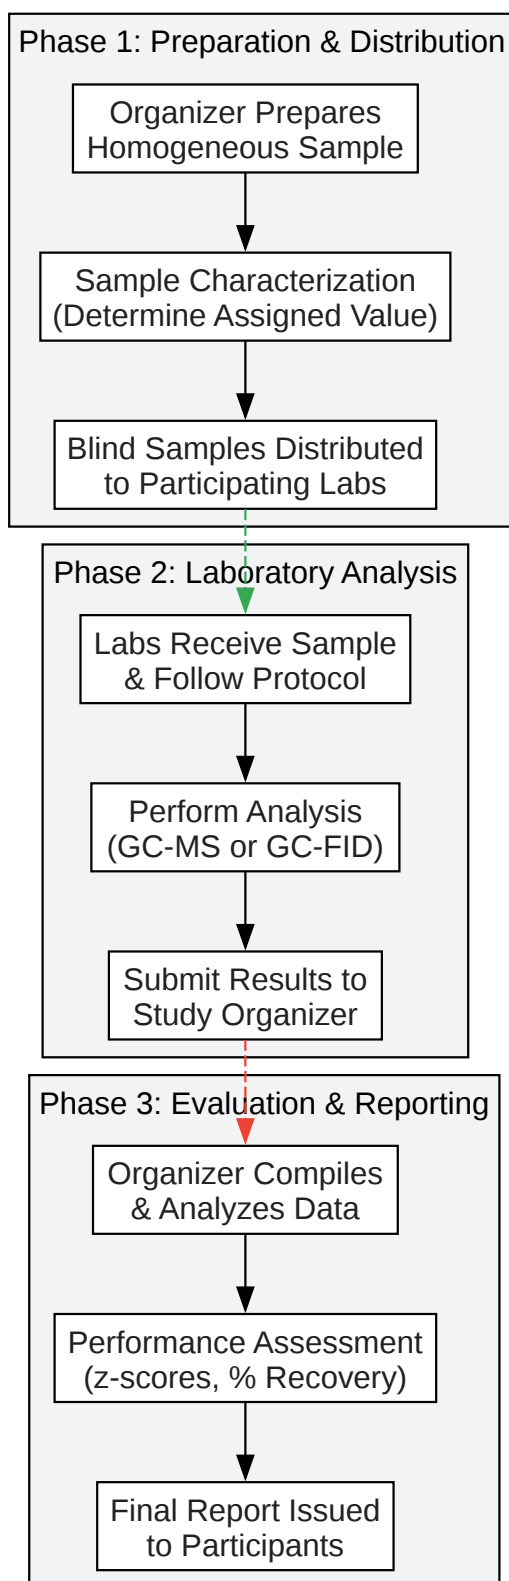 Phase 1: Preparation & Distribution
Organizer Prepares
Homogeneous Sample
Sample Characterization
(Determine Assigned Value)
Blind Samples Distributed
to Participating Labs
Phase 2: Laboratory Analysis
Labs Receive Sample
& Follow Protocol
Perform Analysis
(GC-MS or GC-FID)
Submit Results to
Study Organizer
Phase 3: Evaluation & Reporting
Organizer Compiles
& Analyzes Data
Performance Assessment
(z-scores, % Recovery)
Final Report Issued
to Participants